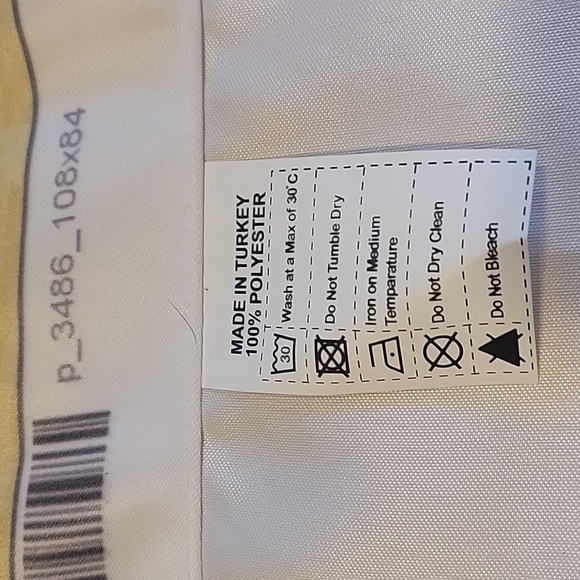 p_3486_108x84
MADE IN TURKEY
100% POLYESTER
30
Wash at a Max of 30°C
Do Not Tumble Dry
Iron on Medium
Temparature
Do Not Dry Clean
Do Not Bleach